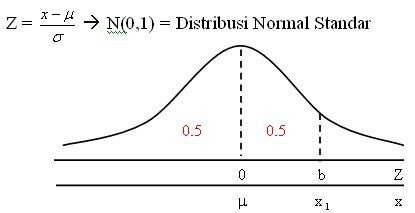 Z = (x − μ)/σ → N(0,1) = Distribusi Normal Standar
0.5 0.5
0 b Z
μ x₁ x